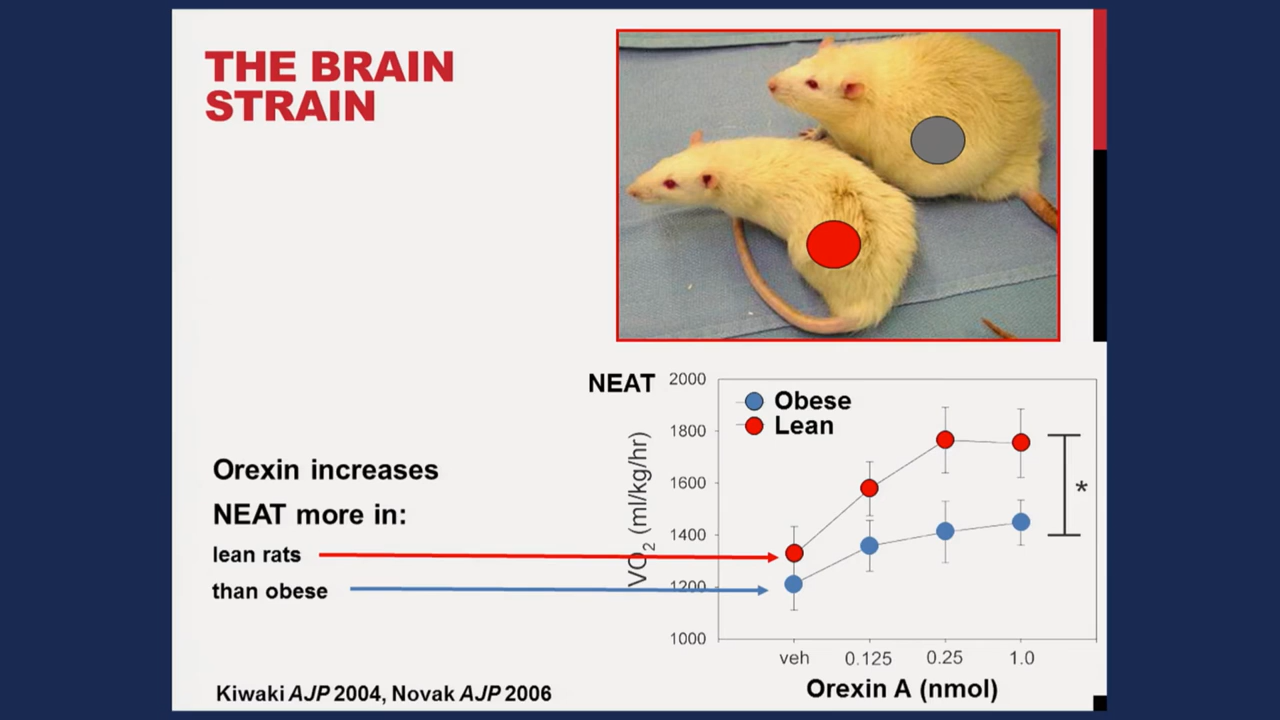 THE BRAIN
STRAIN
Orexin increases
NEAT more in:
lean rats
than obese
Kiwaki AJP 2004, Novak AJP 2006
NEAT
VO2 (ml/kg/hr)
2000
1800
1600
1400
1200
1000
Obese
Lean
*
veh 0.125 0.25 1.0
Orexin A (nmol)